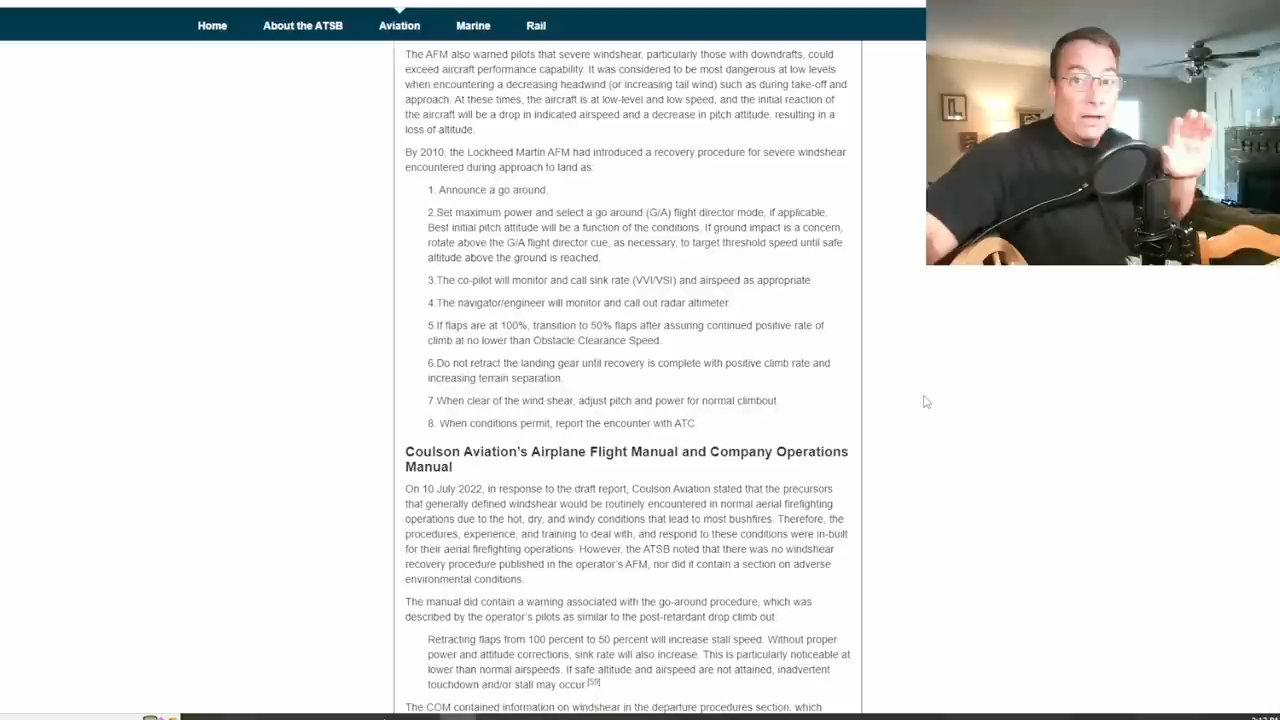 Home About the ATSB Aviation Marine Rail
The AFM also warned pilots that severe windshear, particularly those with downdrafts, could
exceed aircraft performance capability. It was considered to be most dangerous at low levels
when encountering a decreasing headwind (or increasing tail wind) such as during take-off and
approach. At these times, the aircraft is at low-level and low speed, and the initial reaction of
the aircraft will be a drop in indicated airspeed and a decrease in pitch attitude, resulting in a
loss of altitude.
By 2010, the Lockheed Martin AFM had introduced a recovery procedure for severe windshear
encountered during approach to land as:
1. Announce a go around.
2.Set maximum power and select a go around (G/A) flight director mode, if applicable.
Best initial pitch attitude will be a function of the conditions. If ground impact is a concern,
rotate above the G/A flight director cue, as necessary, to target threshold speed until safe
altitude above the ground is reached.
3.The co-pilot will monitor and call sink rate (VVI/VSI) and airspeed as appropriate
4.The navigator/engineer will monitor and call out radar altimeter.
5.If flaps are at 100%, transition to 50% flaps after assuring continued positive rate of
climb at no lower than Obstacle Clearance Speed.
6.Do not retract the landing gear until recovery is complete with positive climb rate and
increasing terrain separation.
7.When clear of the wind shear, adjust pitch and power for normal climbout
8. When conditions permit, report the encounter with ATC.
Coulson Aviation's Airplane Flight Manual and Company Operations
Manual
On 10 July 2022, in response to the draft report, Coulson Aviation stated that the precursors
that generally defined windshear would be routinely encountered in normal aerial firefighting
operations due to the hot, dry, and windy conditions that lead to most bushfires. Therefore, the
procedures, experience, and training to deal with, and respond to these conditions were in-built
for their aerial firefighting operations. However, the ATSB noted that there was no windshear
recovery procedure published in the operator's AFM, nor did it contain a section on adverse
environmental conditions.
The manual did contain a warning associated with the go-around procedure, which was
described by the operator's pilots as similar to the post-retardant drop climb out:
Retracting flaps from 100 percent to 50 percent will increase stall speed. Without proper
power and attitude corrections, sink rate will also increase. This is particularly noticeable at
lower than normal airspeeds. If safe altitude and airspeed are not attained, inadvertent
touchdown and/or stall may occur [59]
The COM contained information on windshear in the departure procedures section, which